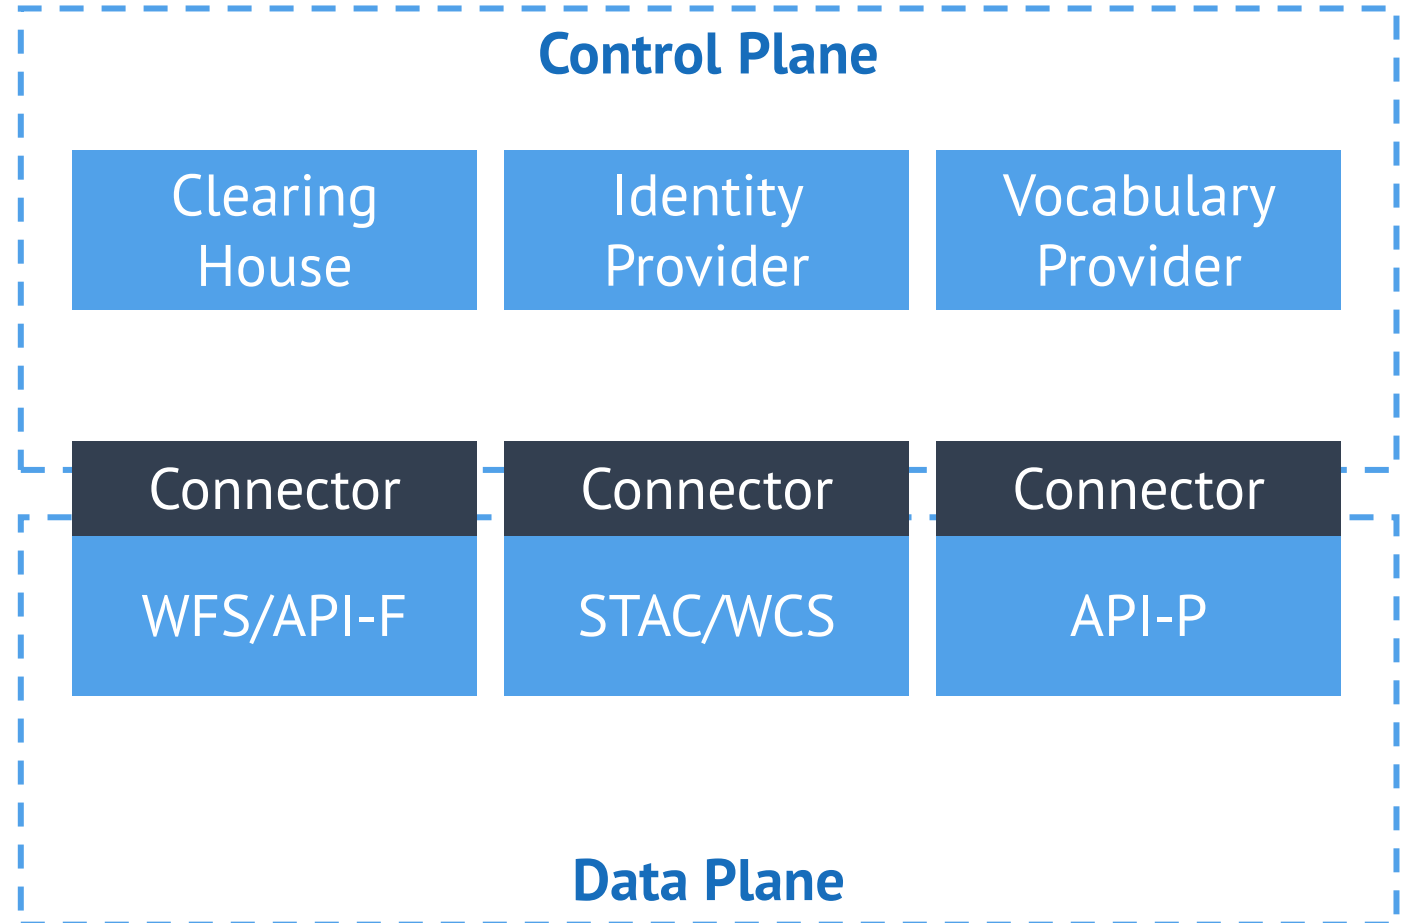 Control Plane
Clearing
House
Identity
Provider
Vocabulary
Provider
Connector
Connector
Connector
WFS/API-F
STAC/WCS
API-P
Data Plane